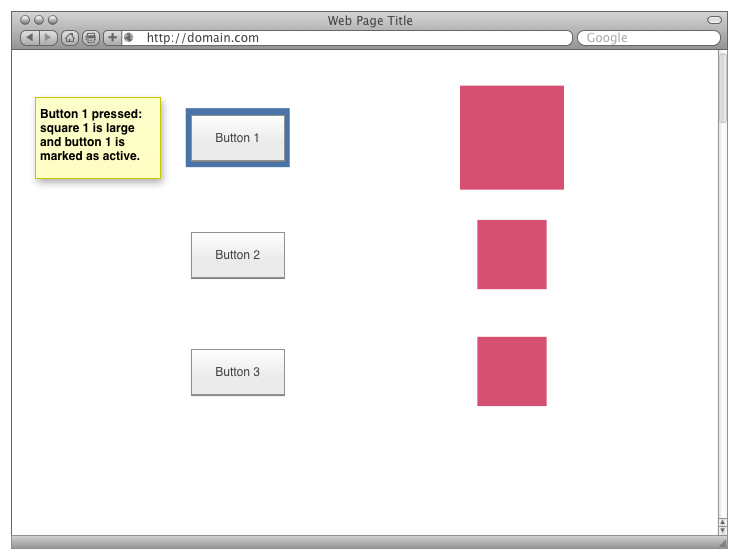 Web Page Title
http://domain.com
Google
Button 1 pressed:
square 1 is large
and button 1 is
marked as active.
Button 1
Button 2
Button 3